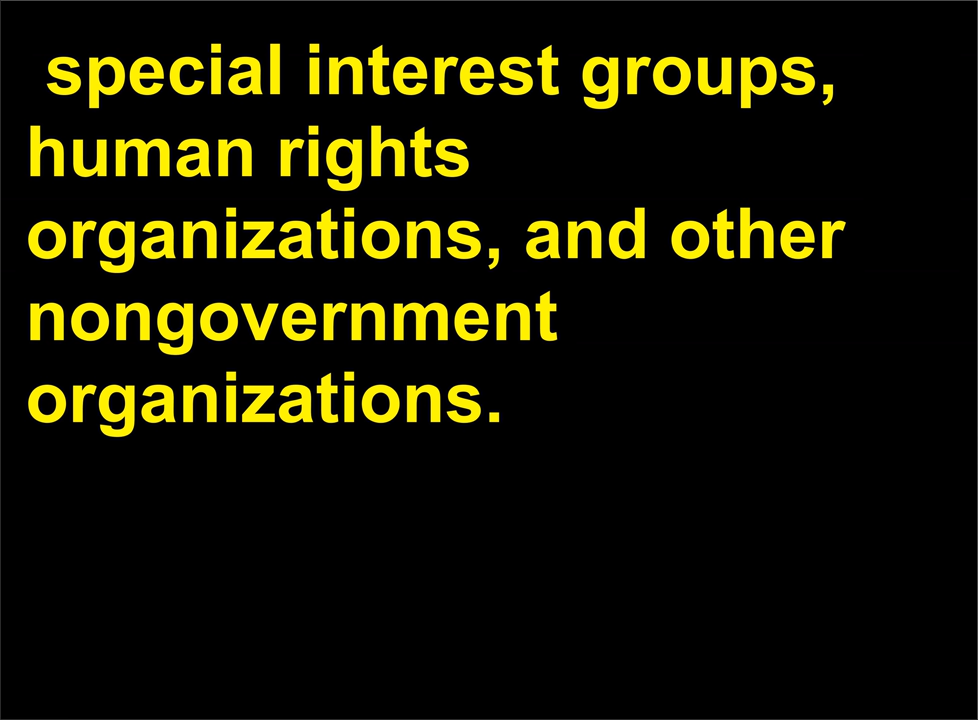 special interest groups,
human rights
organizations, and other
nongovernment
organizations.